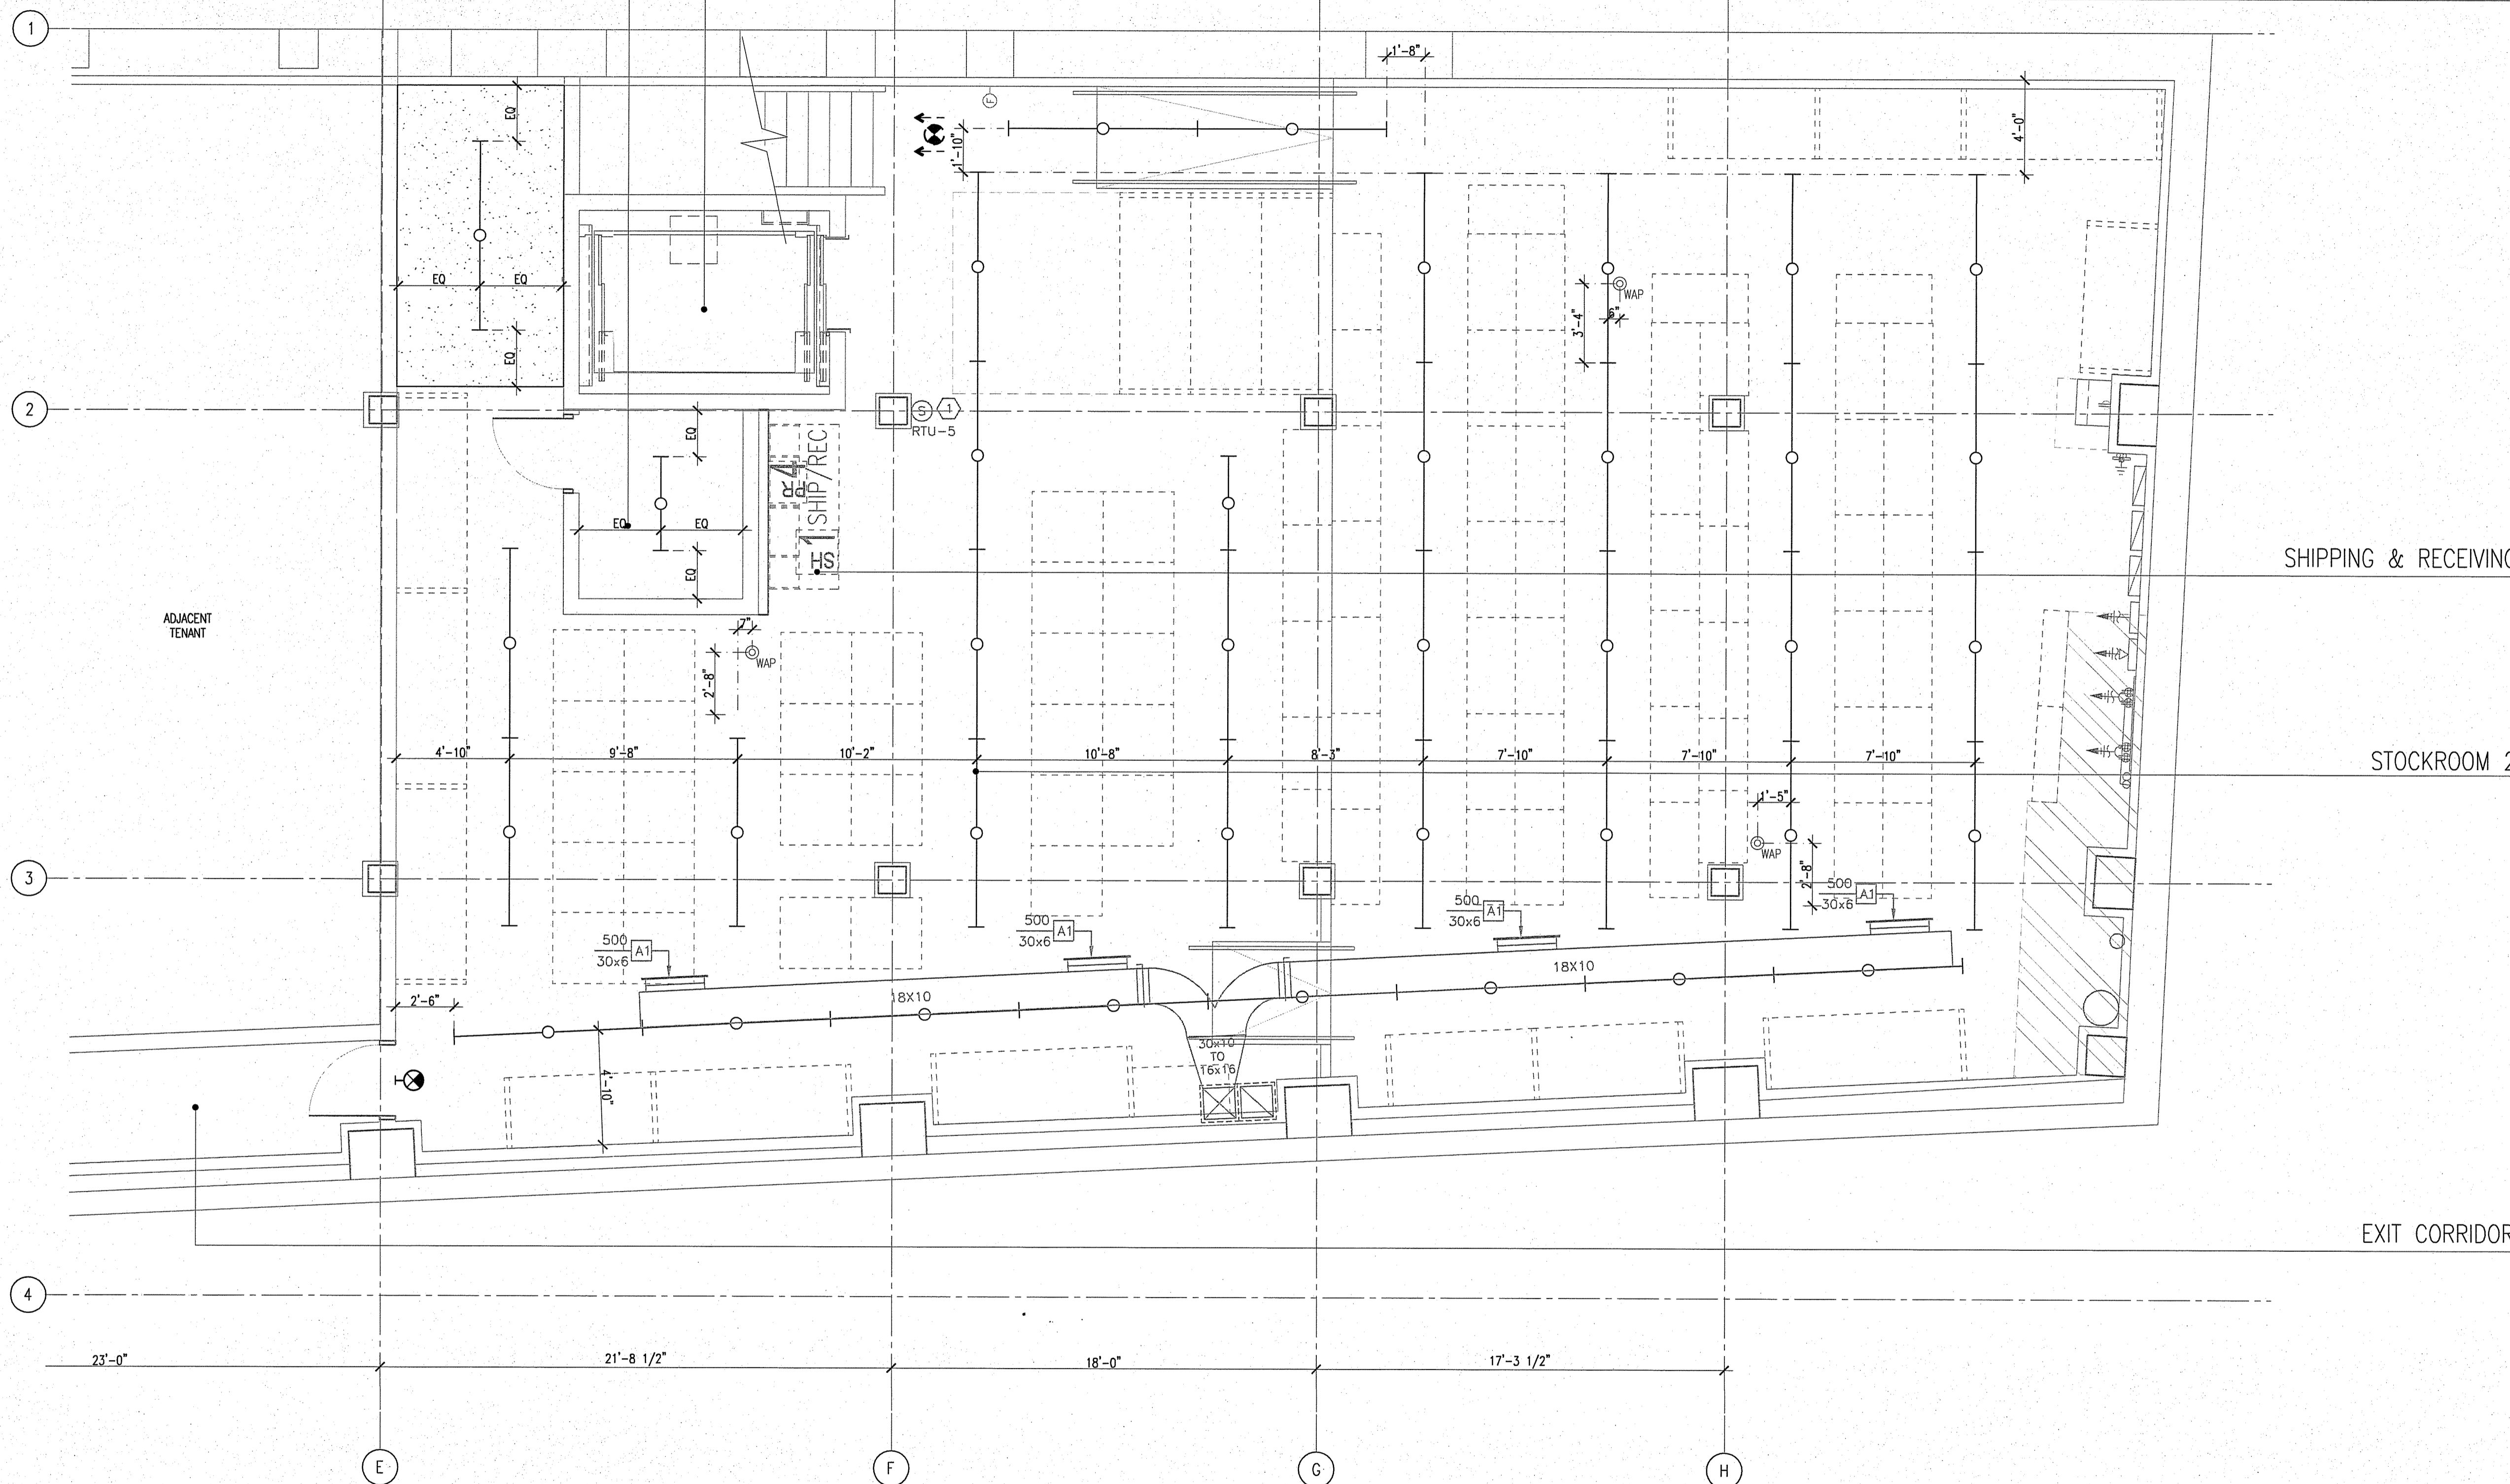 1
1'-8"
F
EQ
1'-10"
4'-0"
EQ
EQ
WAP
6"
3'-4"
EQ
2
S
1
RTU-5
EQ
R4
1 SHIP/REC
EQ
EQ
HS
SHIPPING & RECEIVING
EQ
ADJACENT
TENANT
7"
WAP
2'-8"
4'-10"
9'-8"
10'-2"
10'-8"
8'-3"
7'-10"
7'-10"
7'-10"
STOCKROOM 2
1'-5"
WAP
2'-8"
3
500
30x6
A1
500
30x6
A1
500
30x6
A1
500
30x6
A1
18X10
18X10
2'-6"
30x10
TO
16x16
4'-10"
EXIT CORRIDOR
4
23'-0"
21'-8 1/2"
18'-0"
17'-3 1/2"
E
F
G
H